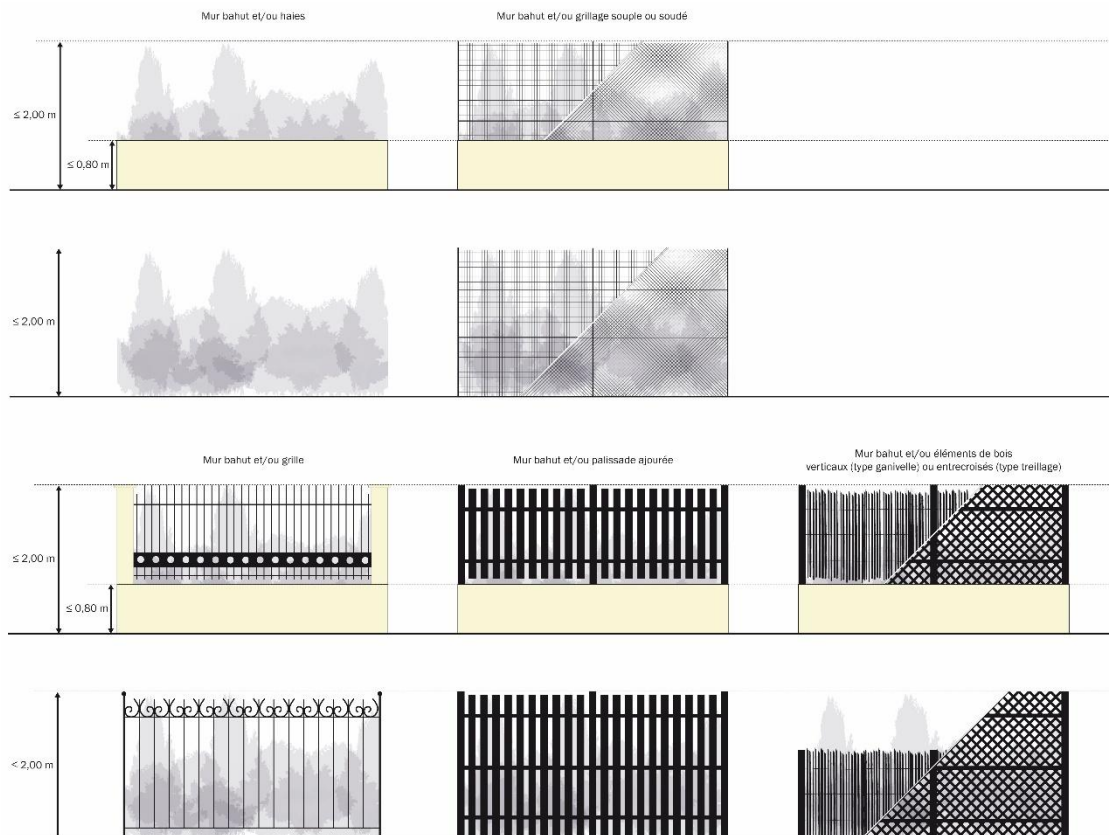 Mur bahut et/ou haies
Mur bahut et/ou grillage souple ou soudé
≤ 2,00 m
≤ 0,80 m
≤ 2,00 m
Mur bahut et/ou grille
Mur bahut et/ou palissade ajourée
Mur bahut et/ou éléments de bois
verticaux (type ganivelle) ou entrecroisés (type treillage)
≤ 2,00 m
≤ 0,80 m
< 2,00 m